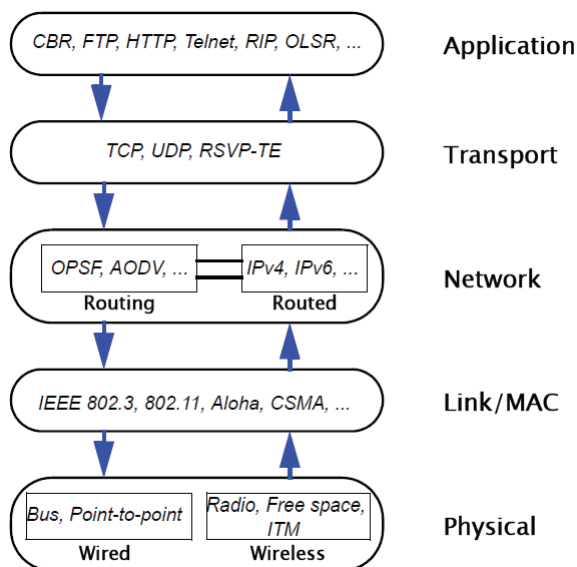 CBR, FTP, HTTP, Telnet, RIP, OLSR, ...
Application
TCP, UDP, RSVP-TE
Transport
OPSF, AODV, ...
IPv4, IPv6, ...
Routing
Routed
Network
IEEE 802.3, 802.11, Aloha, CSMA, ...
Link/MAC
Bus, Point-to-point
Radio, Free space,
ITM
Wired
Wireless
Physical